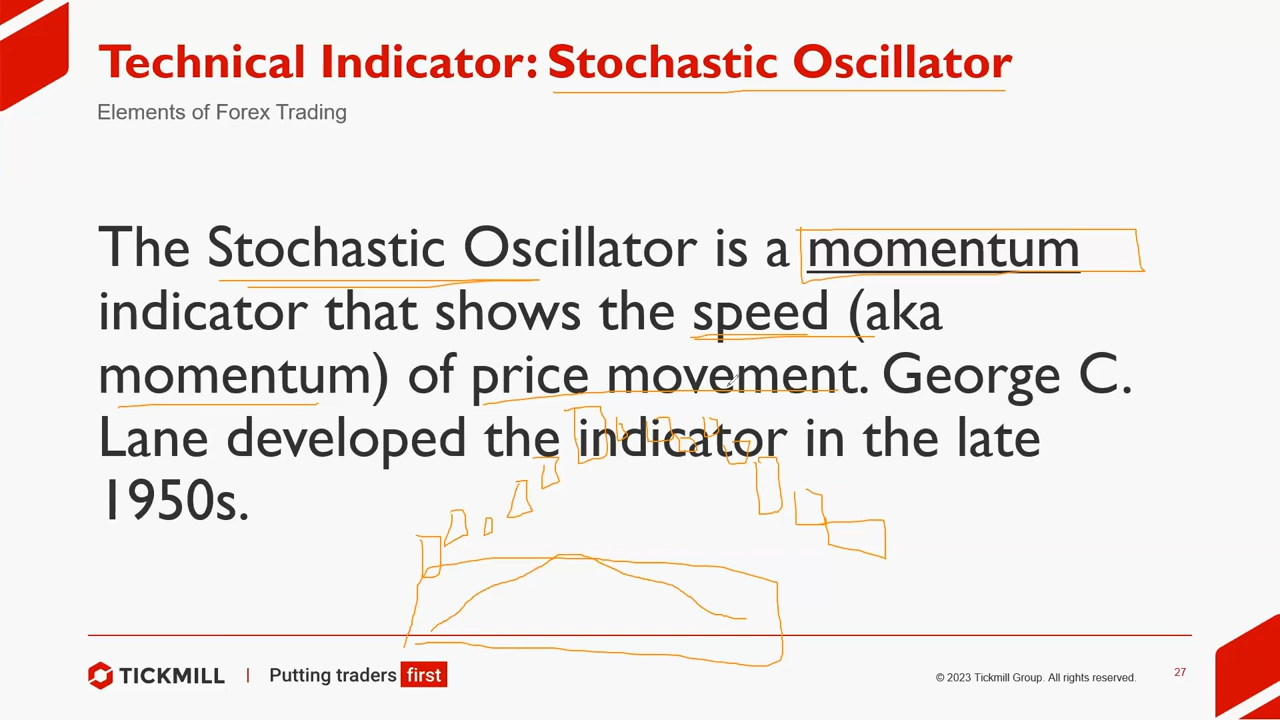 Technical Indicator: Stochastic Oscillator
Elements of Forex Trading
The Stochastic Oscillator is a momentum
indicator that shows the speed (aka
momentum) of price movement. George C.
Lane developed the indicator in the late
1950s.
TICKMILL | Putting traders first
© 2023 Tickmill Group. All rights reserved.
27